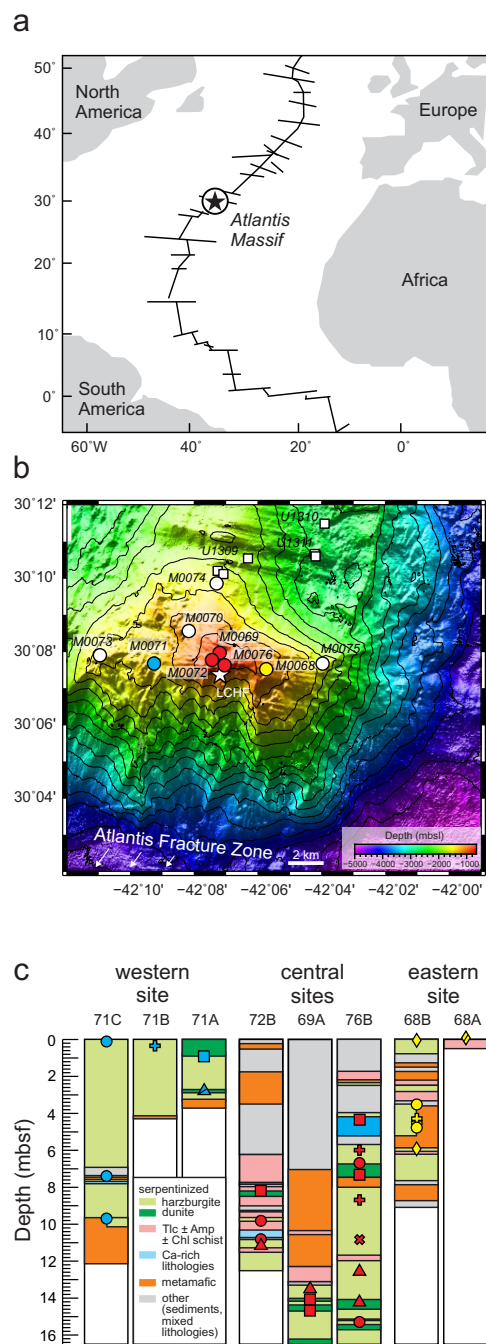 a
50°
40°
30°
20°
10°
0°
North
America
Europe
Atlantis
Massif
Africa
South
America
60°W
40°
20°
0°
b
30°12'
30°10'
30°08'
30°06'
30°04'
U1310
U1311
U1309
M0074
M0070
M0069
M0075
M0073
M0071
M0076
M0072
M0068
LCHF
Atlantis Fracture Zone
2 km
Depth (mbsl)
−5000 −4000 −3000 −2000 −1000
−42°10' −42°08' −42°06' −42°04' −42°02' −42°00'
c
western
site
central
sites
eastern
site
71C 71B 71A 72B 69A 76B 68B 68A
Depth (mbsf)
0
2
4
6
8
10
12
14
16
serpentinized
harzburgite
dunite
Tlc ± Amp
± Chl schist
Ca-rich
lithologies
metamafic
other
(sediments,
mixed
lithologies)